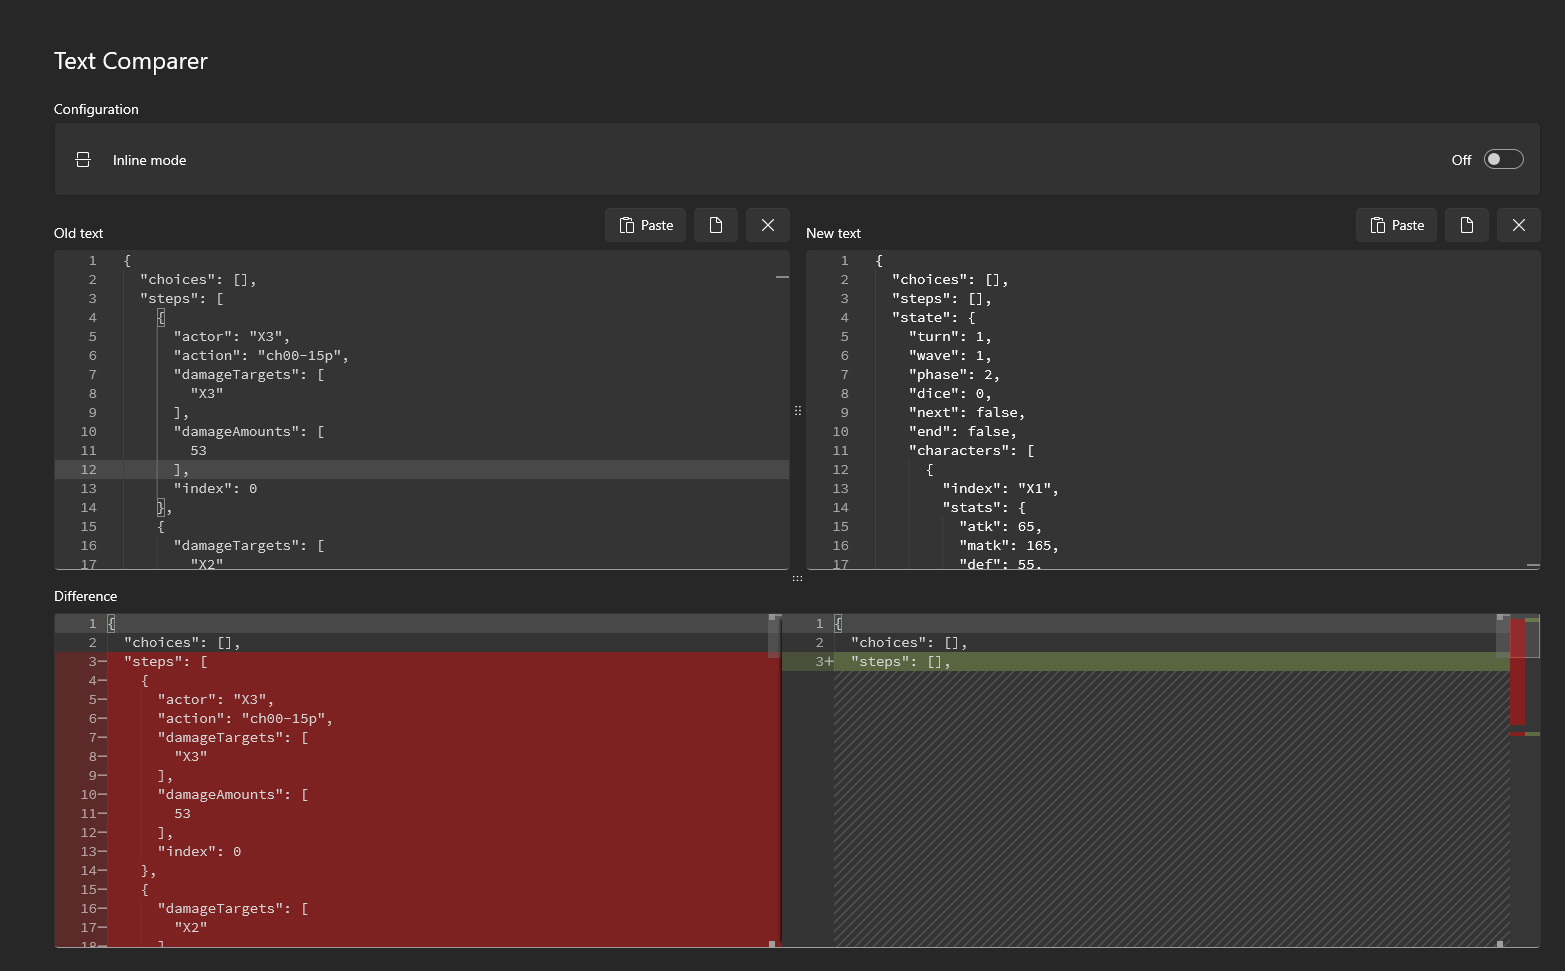 Text Comparer
Configuration
Inline mode
Off
Old text
Paste
1 {
2 "choices": [],
3 "steps": [
4 {
5 "actor": "X3",
6 "action": "ch00-15p",
7 "damageTargets": [
8 "X3"
9 ],
10 "damageAmounts": [
11 53
12 ],
13 "index": 0
14 },
15 {
16 "damageTargets": [
17 "X2"
New text
Paste
1 {
2 "choices": [],
3 "steps": [],
4 "state": {
5 "turn": 1,
6 "wave": 1,
7 "phase": 2,
8 "dice": 0,
9 "next": false,
10 "end": false,
11 "characters": [
12 {
13 "index": "X1",
14 "stats": {
15 "atk": 65,
16 "matk": 165,
17 "def": 55,
Difference
1 {
2 "choices": [],
3− "steps": [
4− {
5− "actor": "X3",
6− "action": "ch00-15p",
7− "damageTargets": [
8− "X3"
9− ],
10− "damageAmounts": [
11− 53
12− ],
13− "index": 0
14− },
15− {
16− "damageTargets": [
17− "X2"
18− ]
1 {
2 "choices": [],
3+ "steps": [],